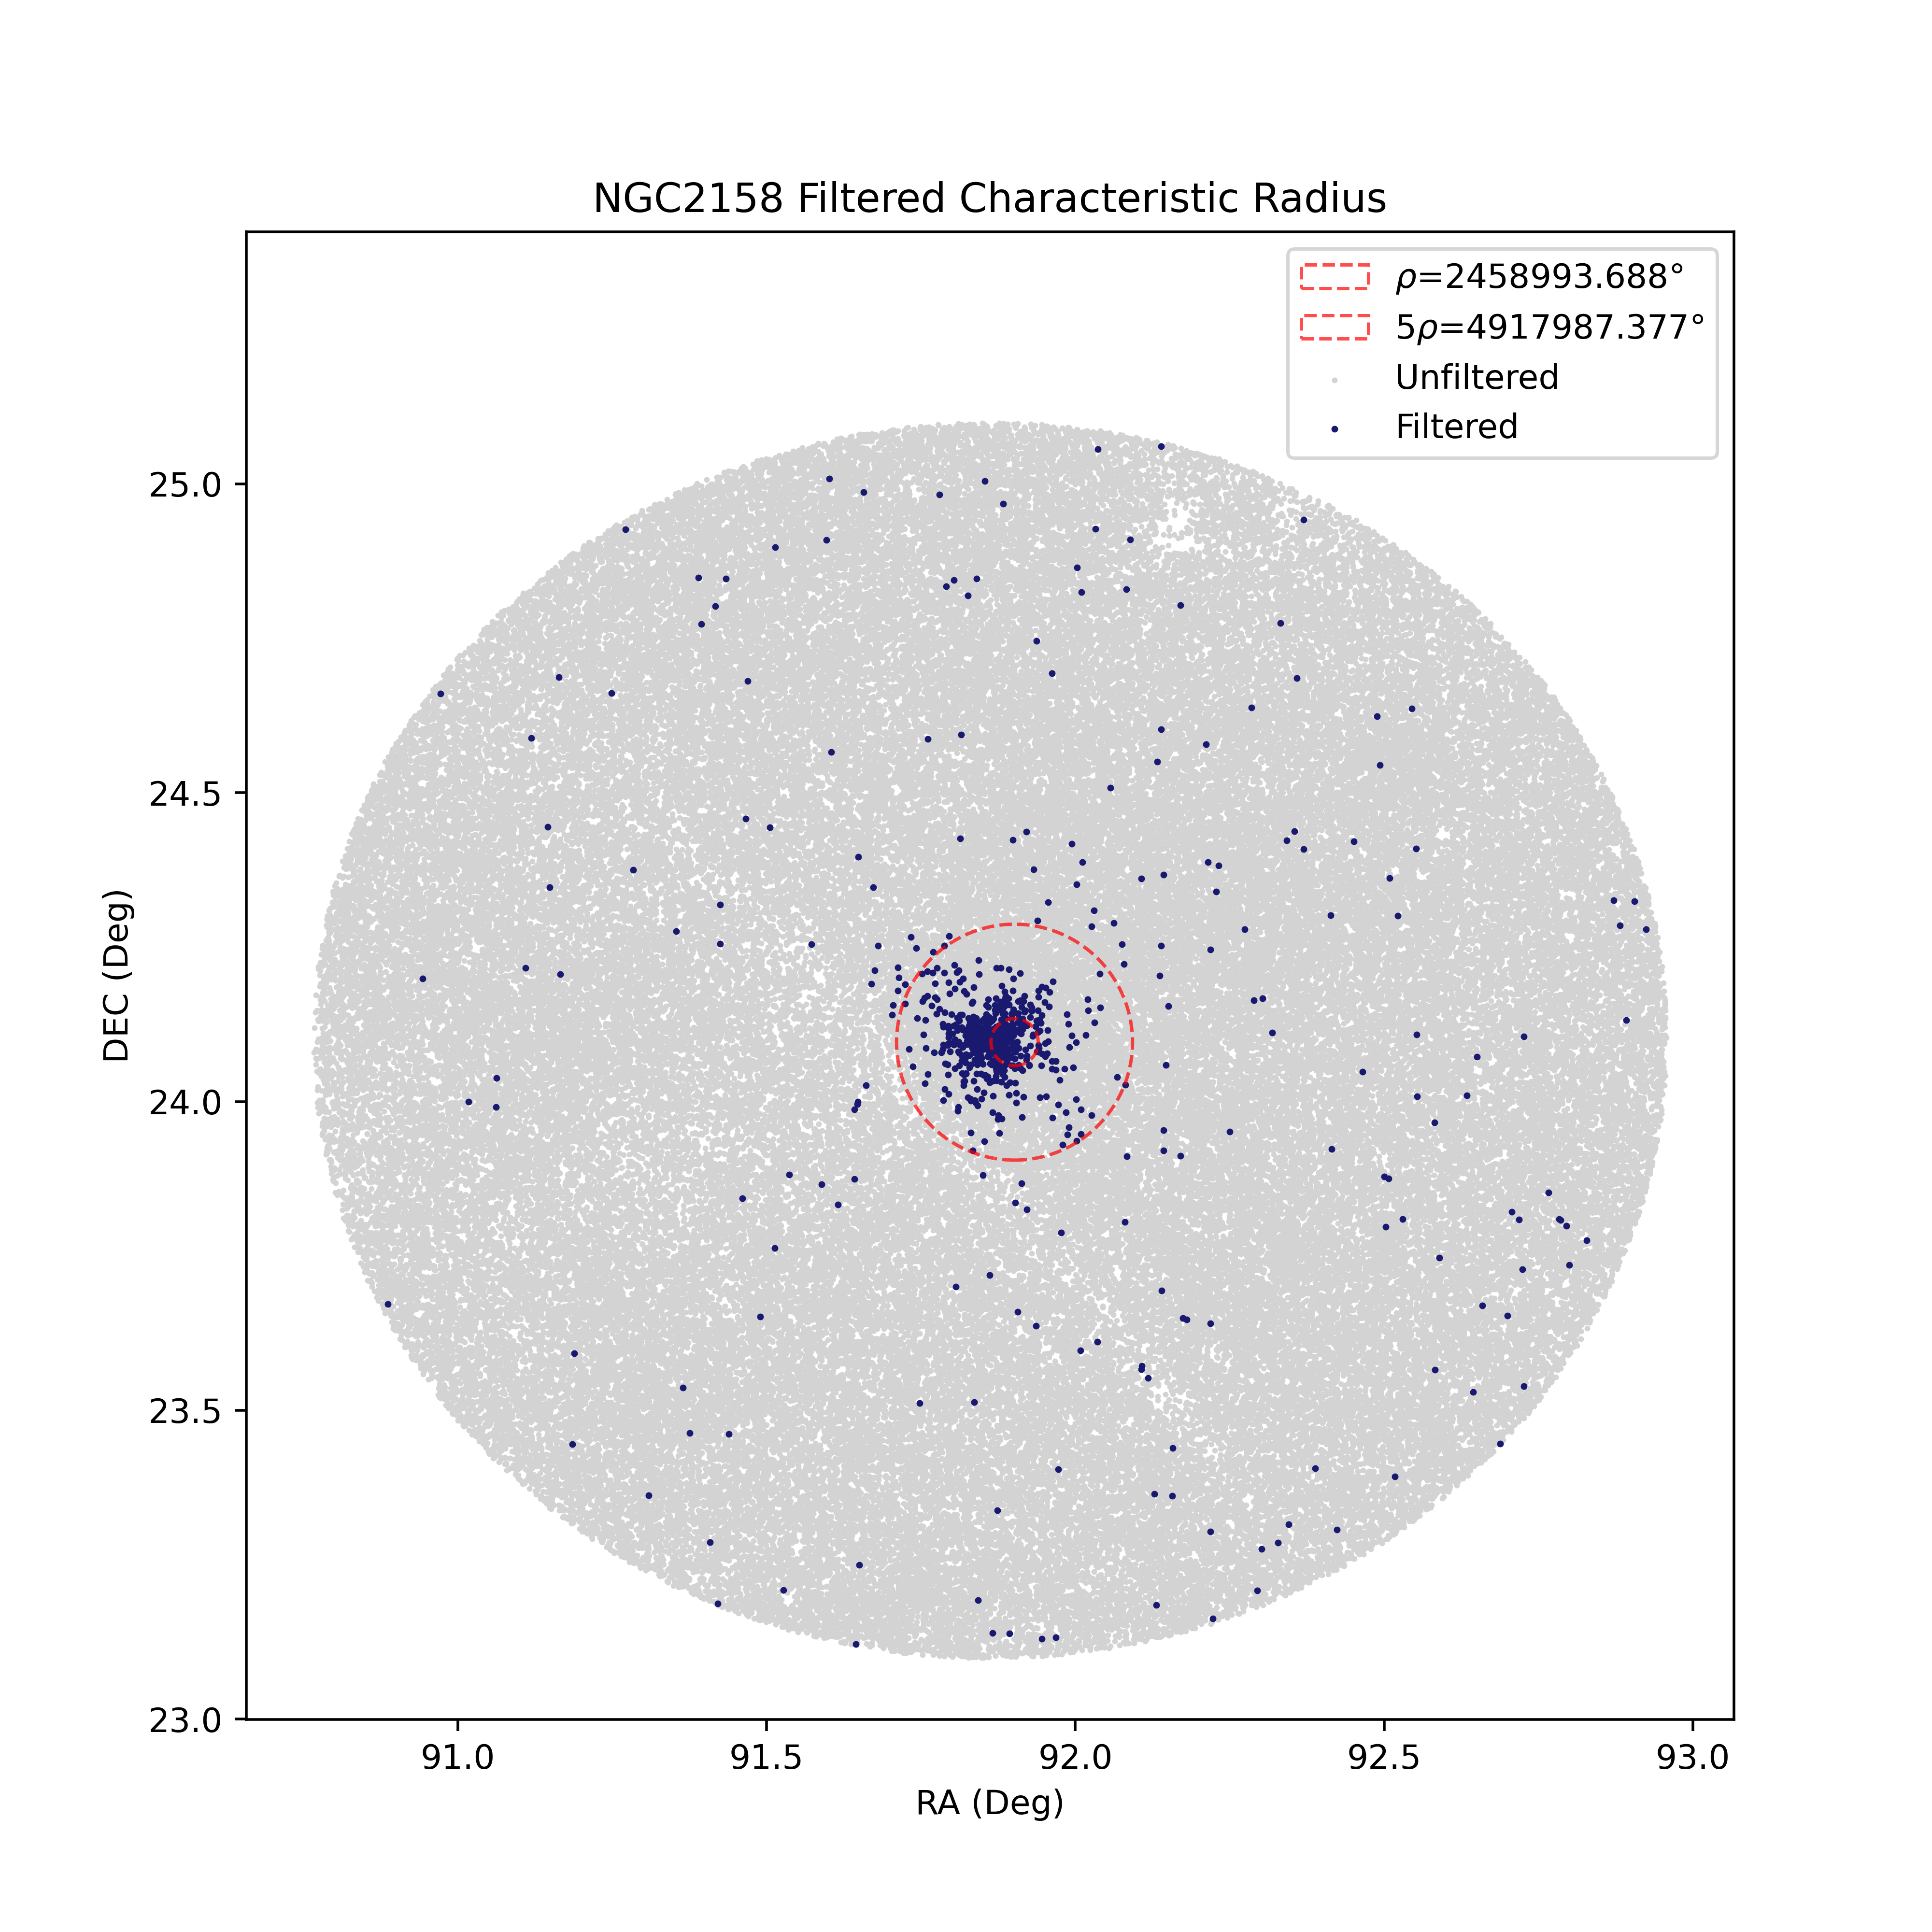 NGC2158 Filtered Characteristic Radius
ρ=2458993.688°
5ρ=4917987.377°
Unfiltered
Filtered
25.0
24.5
24.0
23.5
23.0
DEC (Deg)
91.0 91.5 92.0 92.5 93.0
RA (Deg)